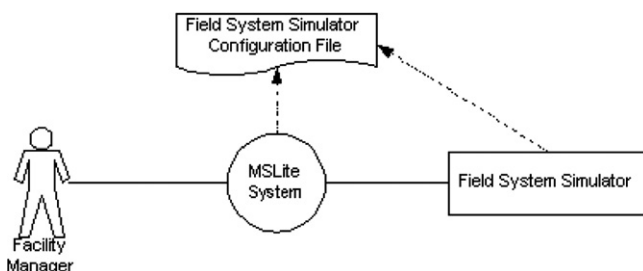 Field System Simulator
Configuration File
MSLite
System
Field System Simulator
Facility
Manager